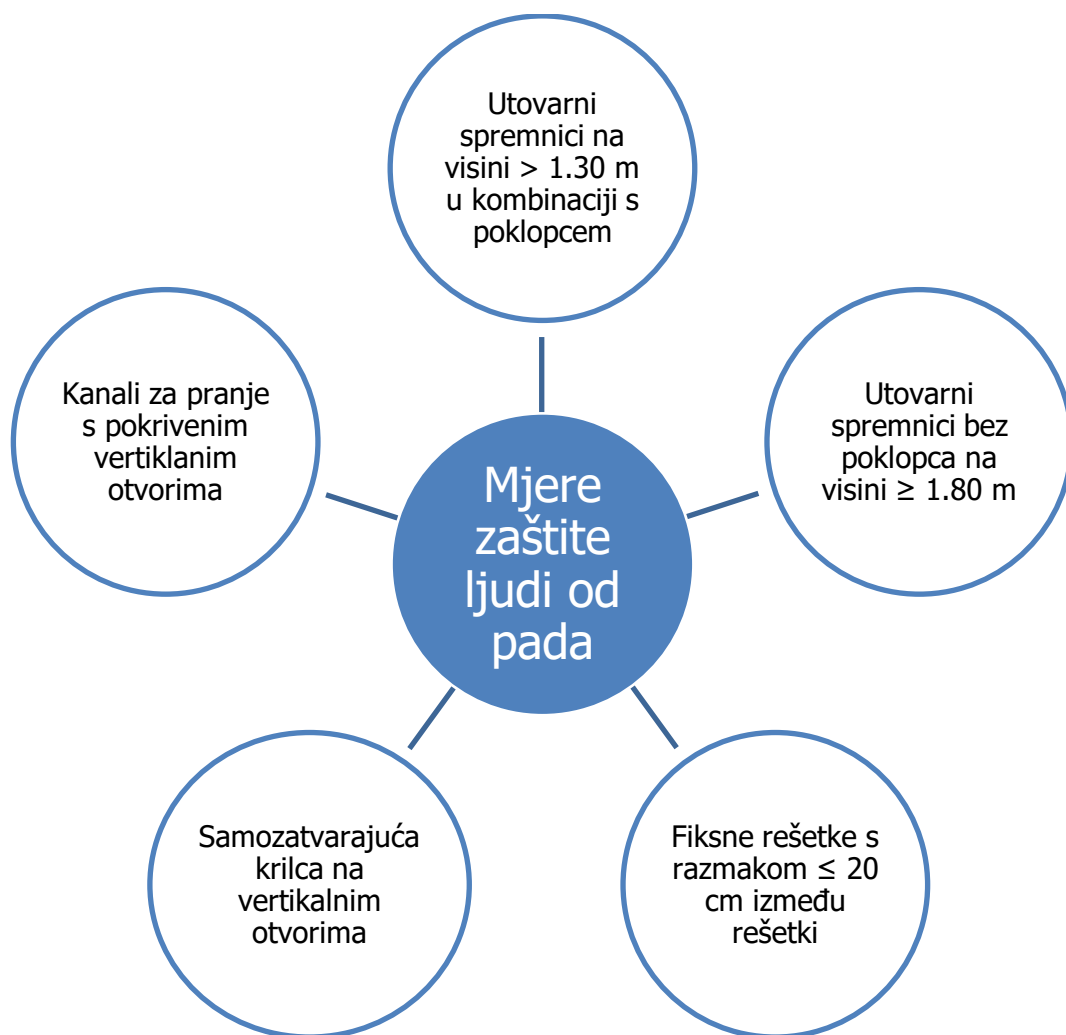 Utovarni
spremnici na
visini > 1.30 m
u kombinaciji s
poklopcem
Kanali za pranje
s pokrivenim
vertiklanim
otvorima
Utovarni
spremnici bez
poklopca na
visini ≥ 1.80 m
Mjere
zaštite
ljudi od
pada
Samozatvarajuća
krilca na
vertikalnim
otvorima
Fiksne rešetke s
razmakom ≤ 20
cm između
rešetki